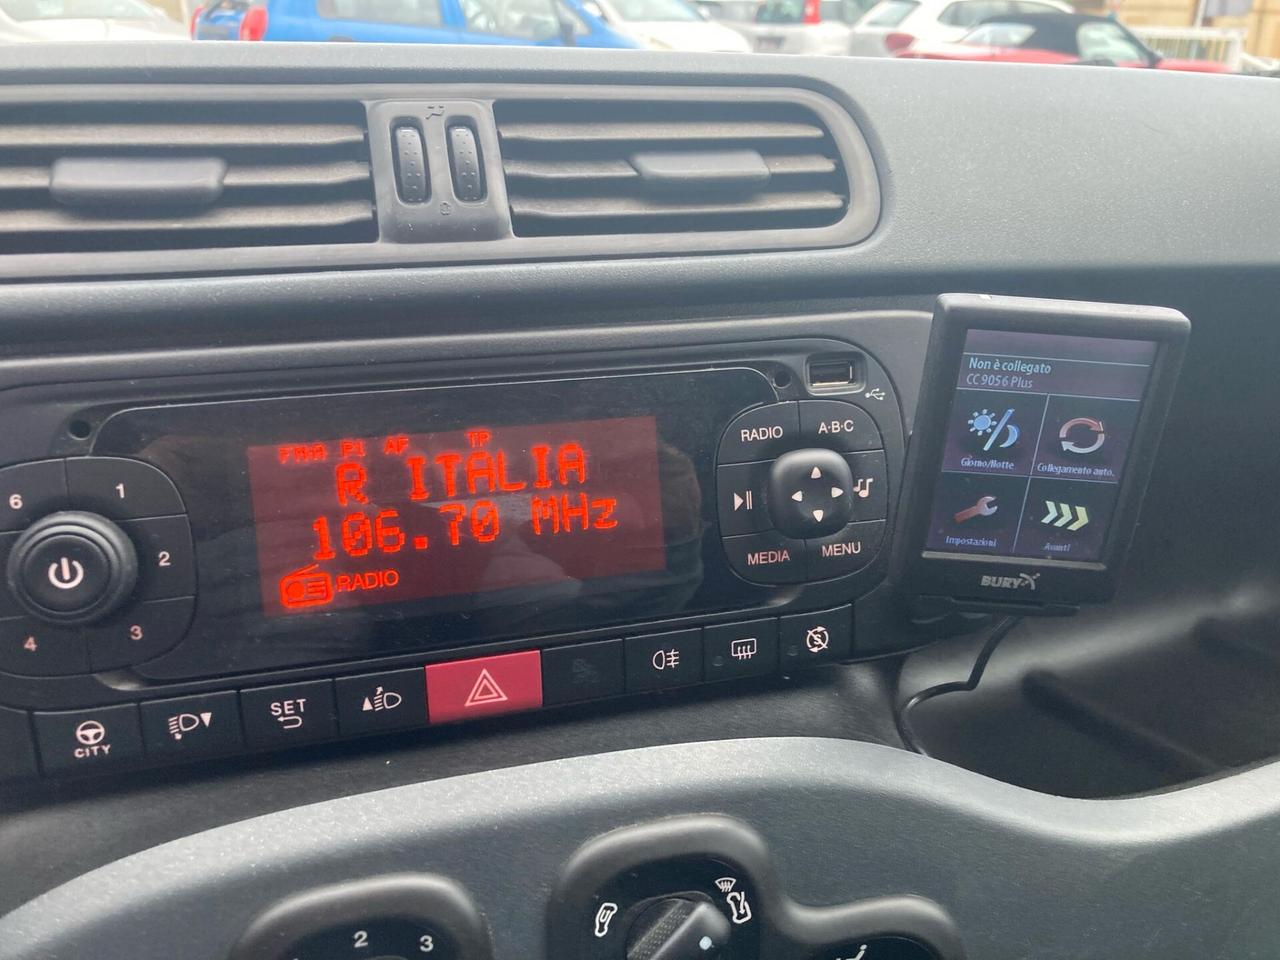 P1 AF TP
R ITALIA
106.70 MHz
RADIO
6
1
2
3
4
RADIO
A·B·C
MEDIA
MENU
CITY
SET
Non è collegato
CC 9056 Plus
Giorno/Notte
Collegamento auto.
Impostazioni
Avanti
BURY
2
3
0